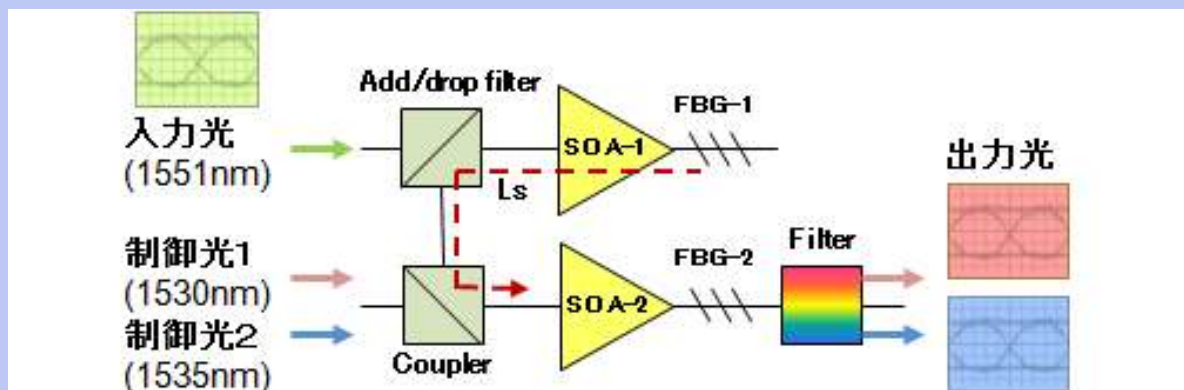 Add/drop filter
FBG-1
入力光
(1551nm)
SOA-1
Ls
出力光
制御光1
(1530nm)
制御光2
(1535nm)
Coupler
SOA-2
FBG-2
Filter